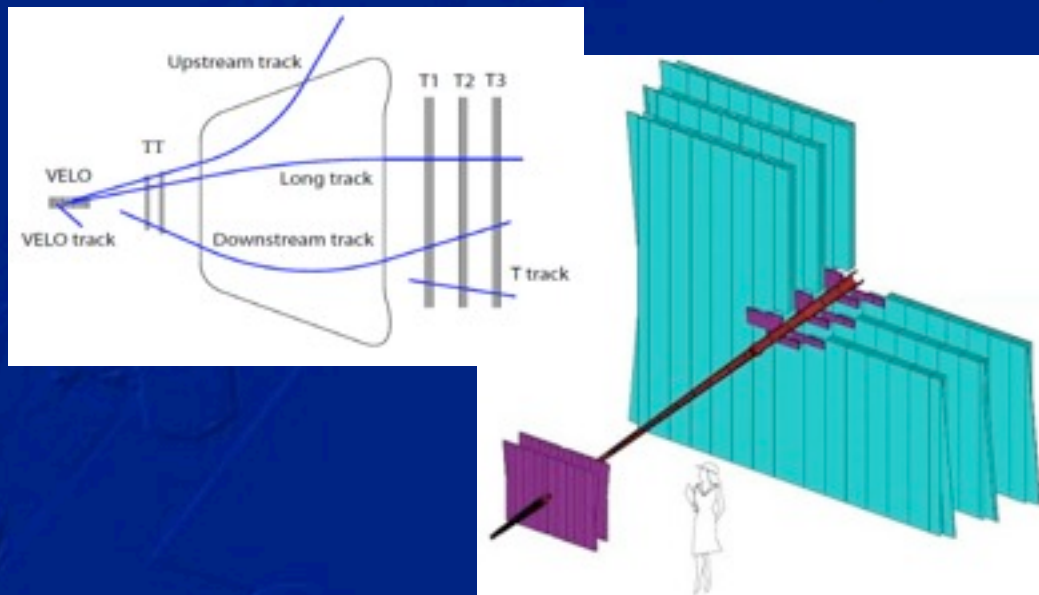 Upstream track
T1 T2 T3
TT
VELO
Long track
VELO track
Downstream track
T track